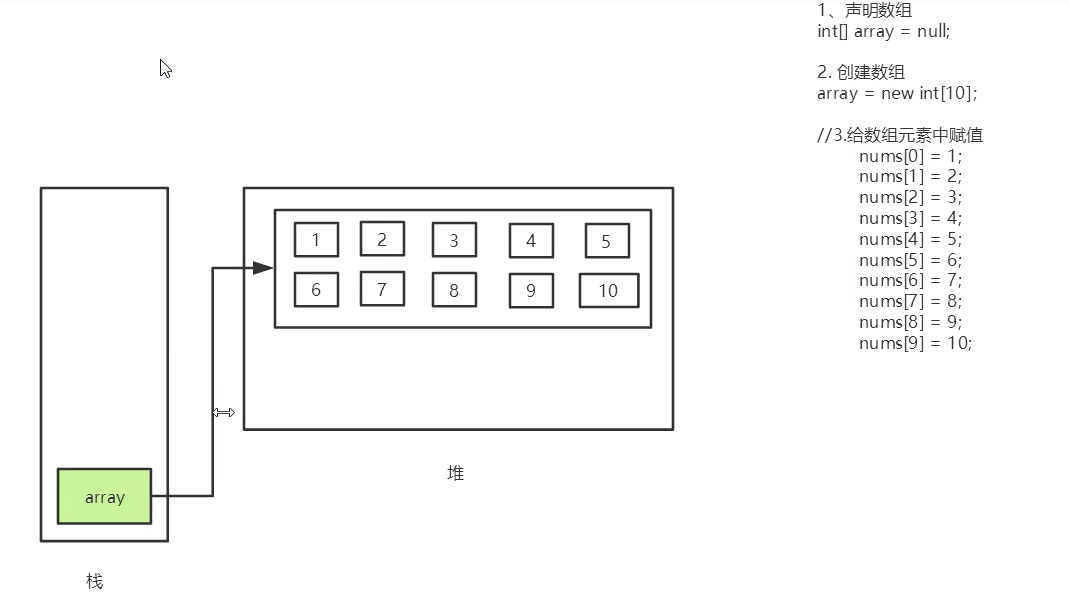 1、声明数组
int[] array = null;
2. 创建数组
array = new int[10];
//3.给数组元素中赋值
nums[0] = 1;
nums[1] = 2;
nums[2] = 3;
nums[3] = 4;
nums[4] = 5;
nums[5] = 6;
nums[6] = 7;
nums[7] = 8;
nums[8] = 9;
nums[9] = 10;
1 2 3 4 5
6 7 8 9 10
堆
array
栈